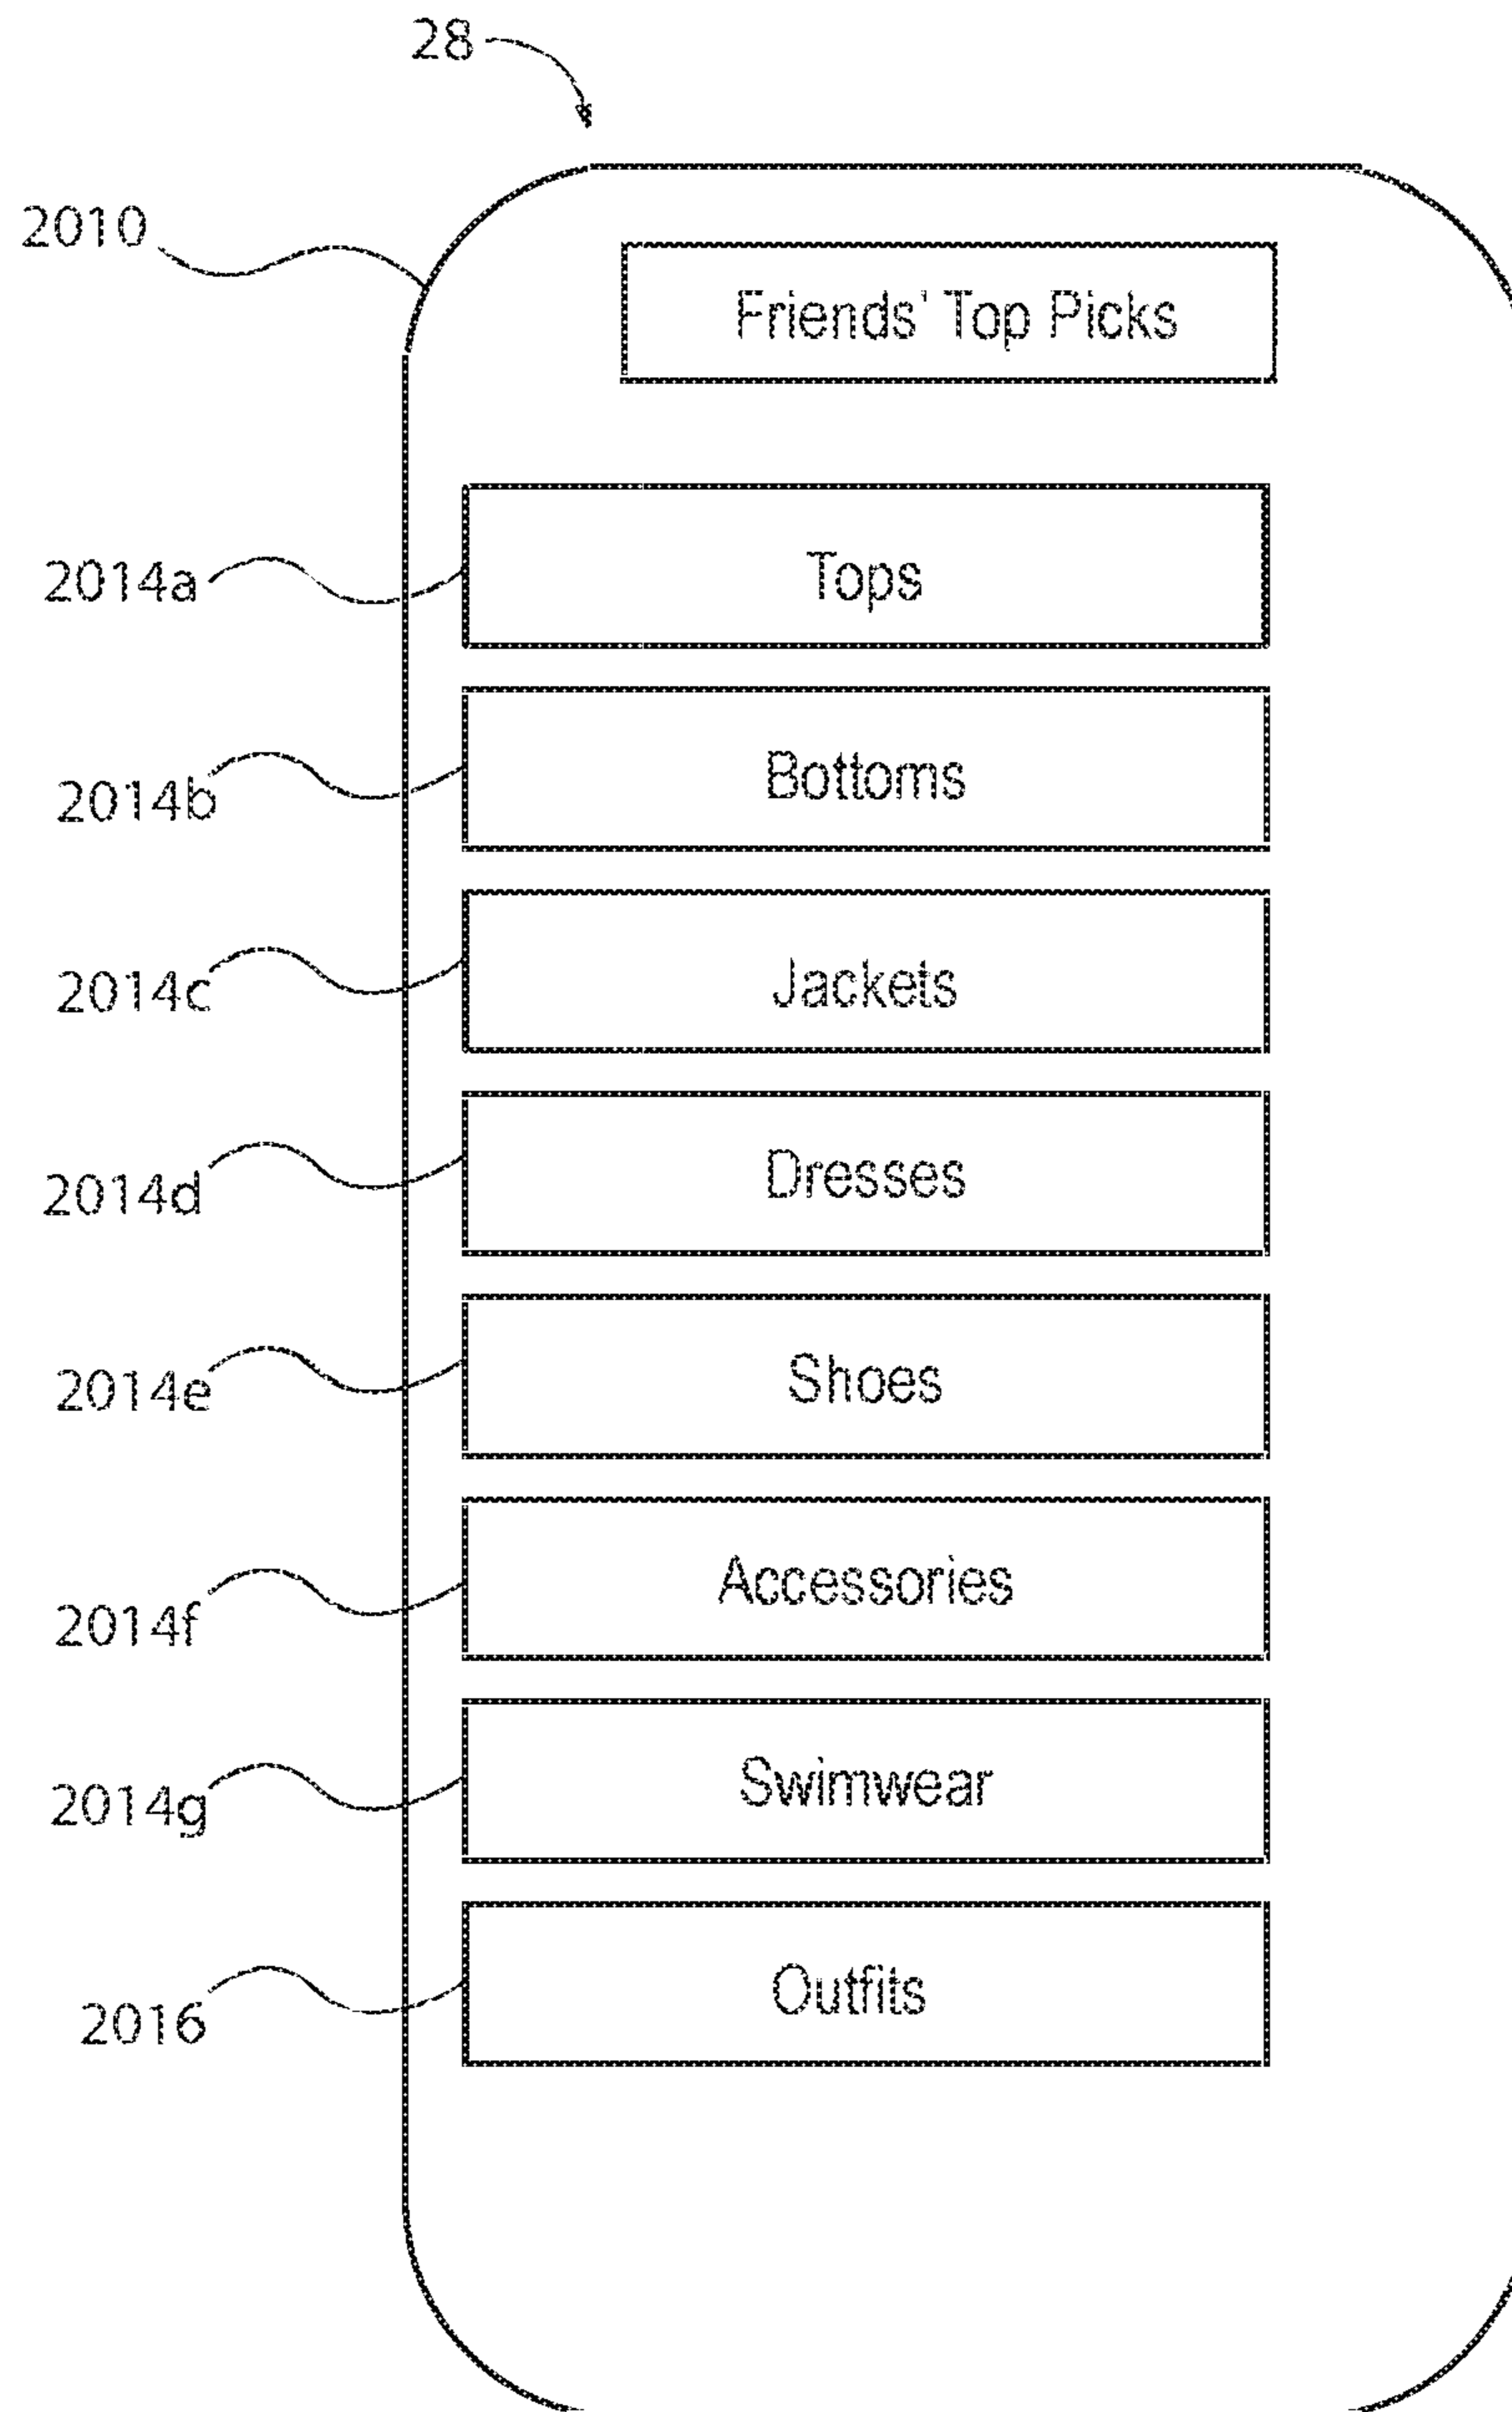 28
2010
Friends' Top Picks
2014a
Tops
2014b
Bottoms
2014c
Jackets
2014d
Dresses
2014e
Shoes
2014f
Accessories
2014g
Swimwear
2016
Outfits